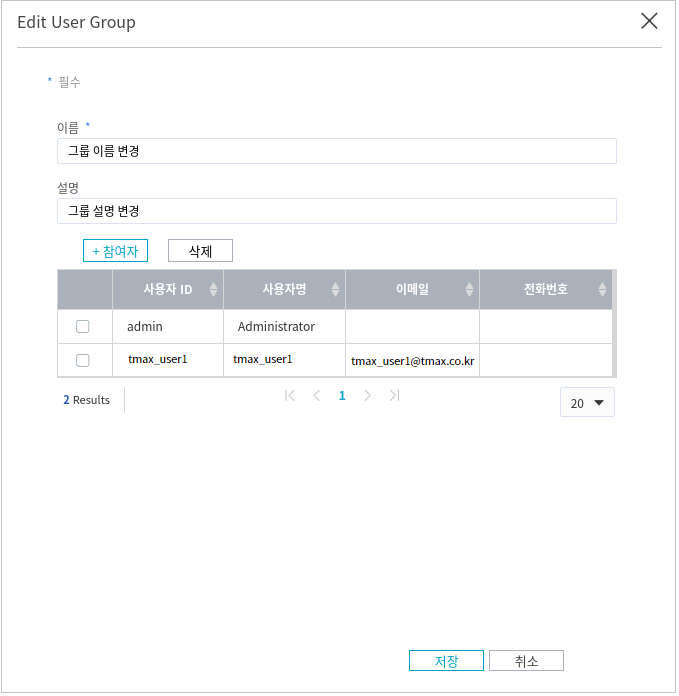 Edit User Group
* 필수
이름 *
그룹 이름 변경
설명
그룹 설명 변경
+ 참여자 삭제
사용자 ID 사용자명 이메일 전화번호
admin Administrator
tmax_user1 tmax_user1 tmax_user1@tmax.co.kr
2 Results 1 20
저장 취소